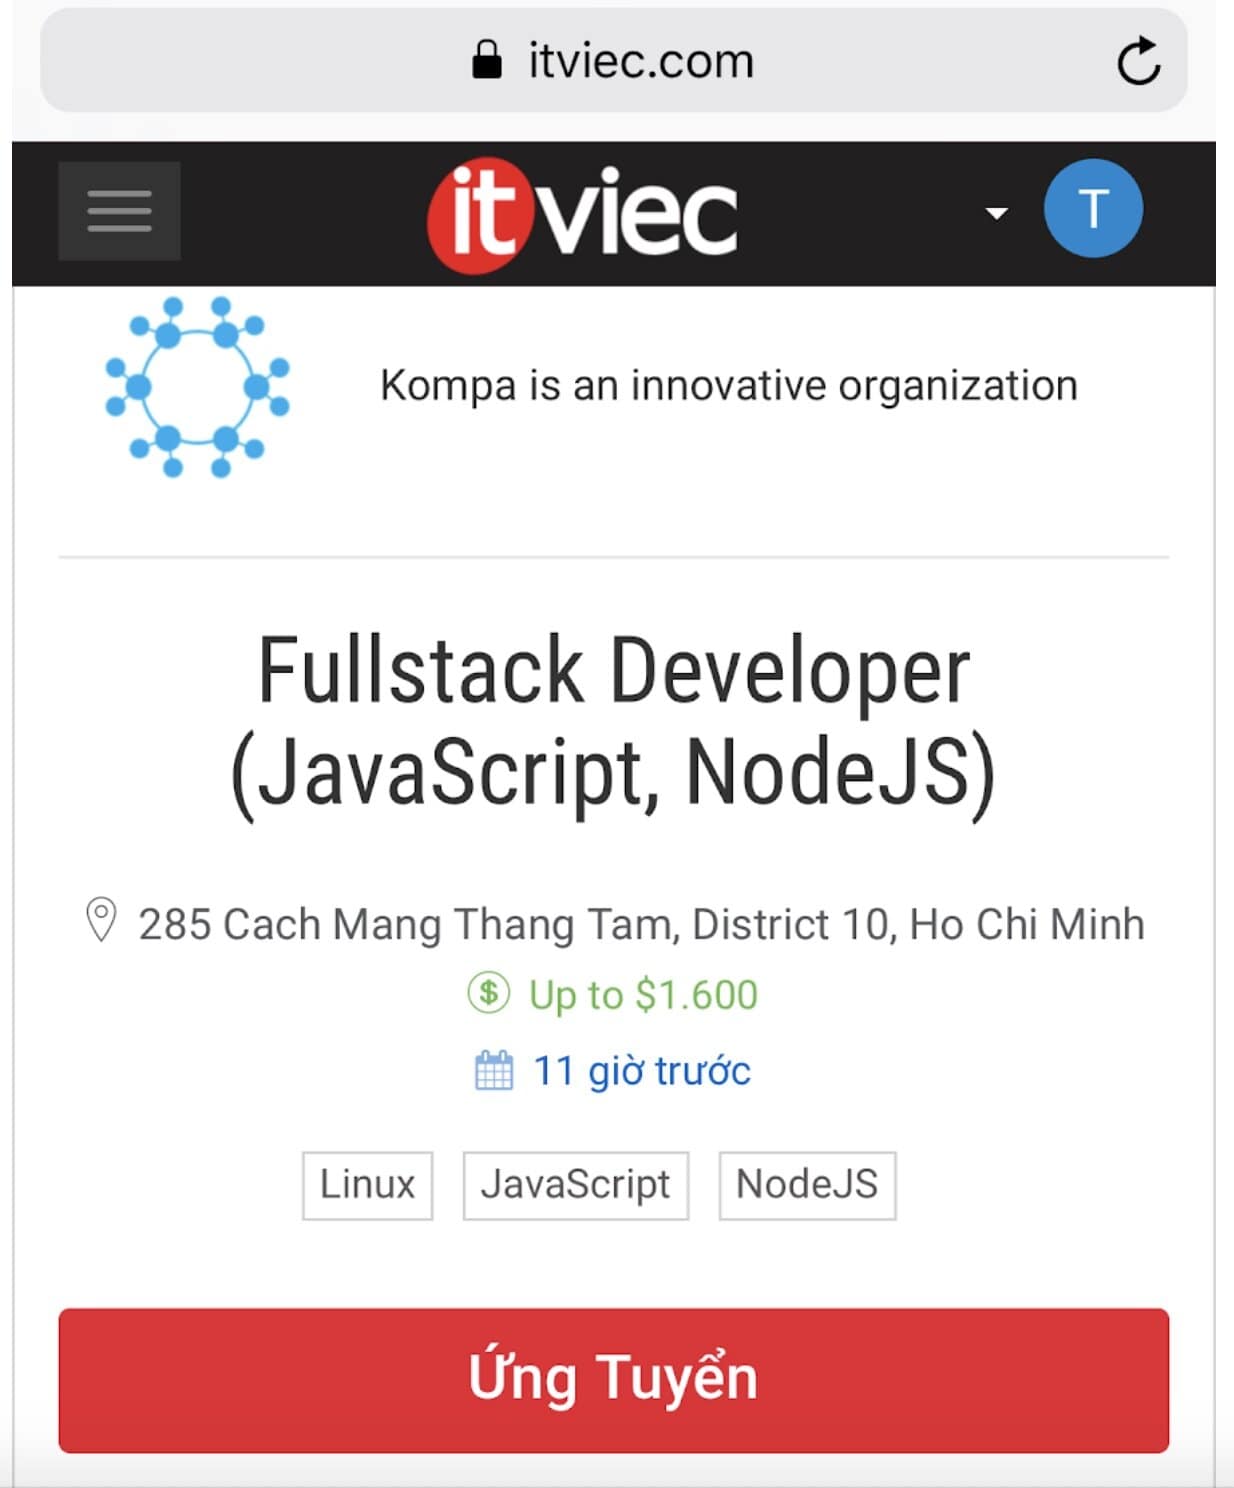 itviec.com
itviec
T
Kompa is an innovative organization
Fullstack Developer
(JavaScript, NodeJS)
285 Cach Mang Thang Tam, District 10, Ho Chi Minh
$ Up to $1.600
11 giờ trước
Linux JavaScript NodeJS
Ứng Tuyển